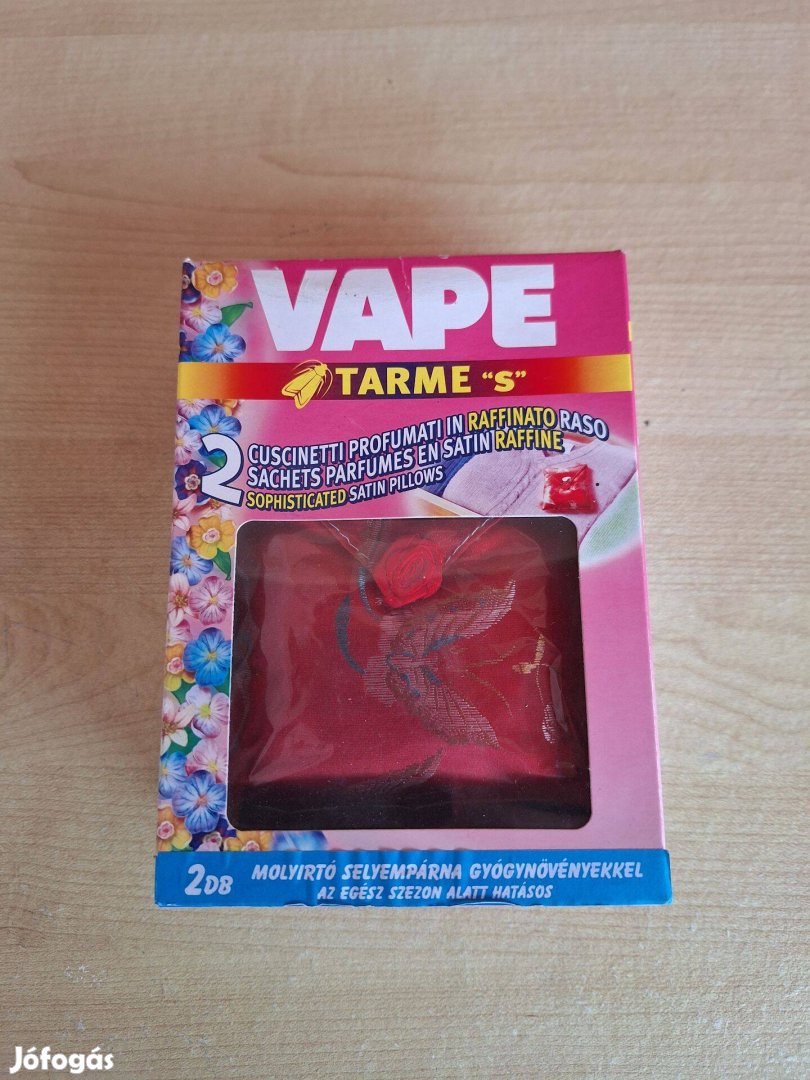 VAPE
TARME "S"
2 CUSCINETTI PROFUMATI IN RAFFINATO RASO
SACHETS PARFUMES EN SATIN RAFFINE
SOPHISTICATED SATIN PILLOWS
2DB MOLYIRTÓ SELYEMPÁRNA GYÓGYNÖVÉNYEKKEL
AZ EGÉSZ SZEZON ALATT HATÁSOS
Jófogás